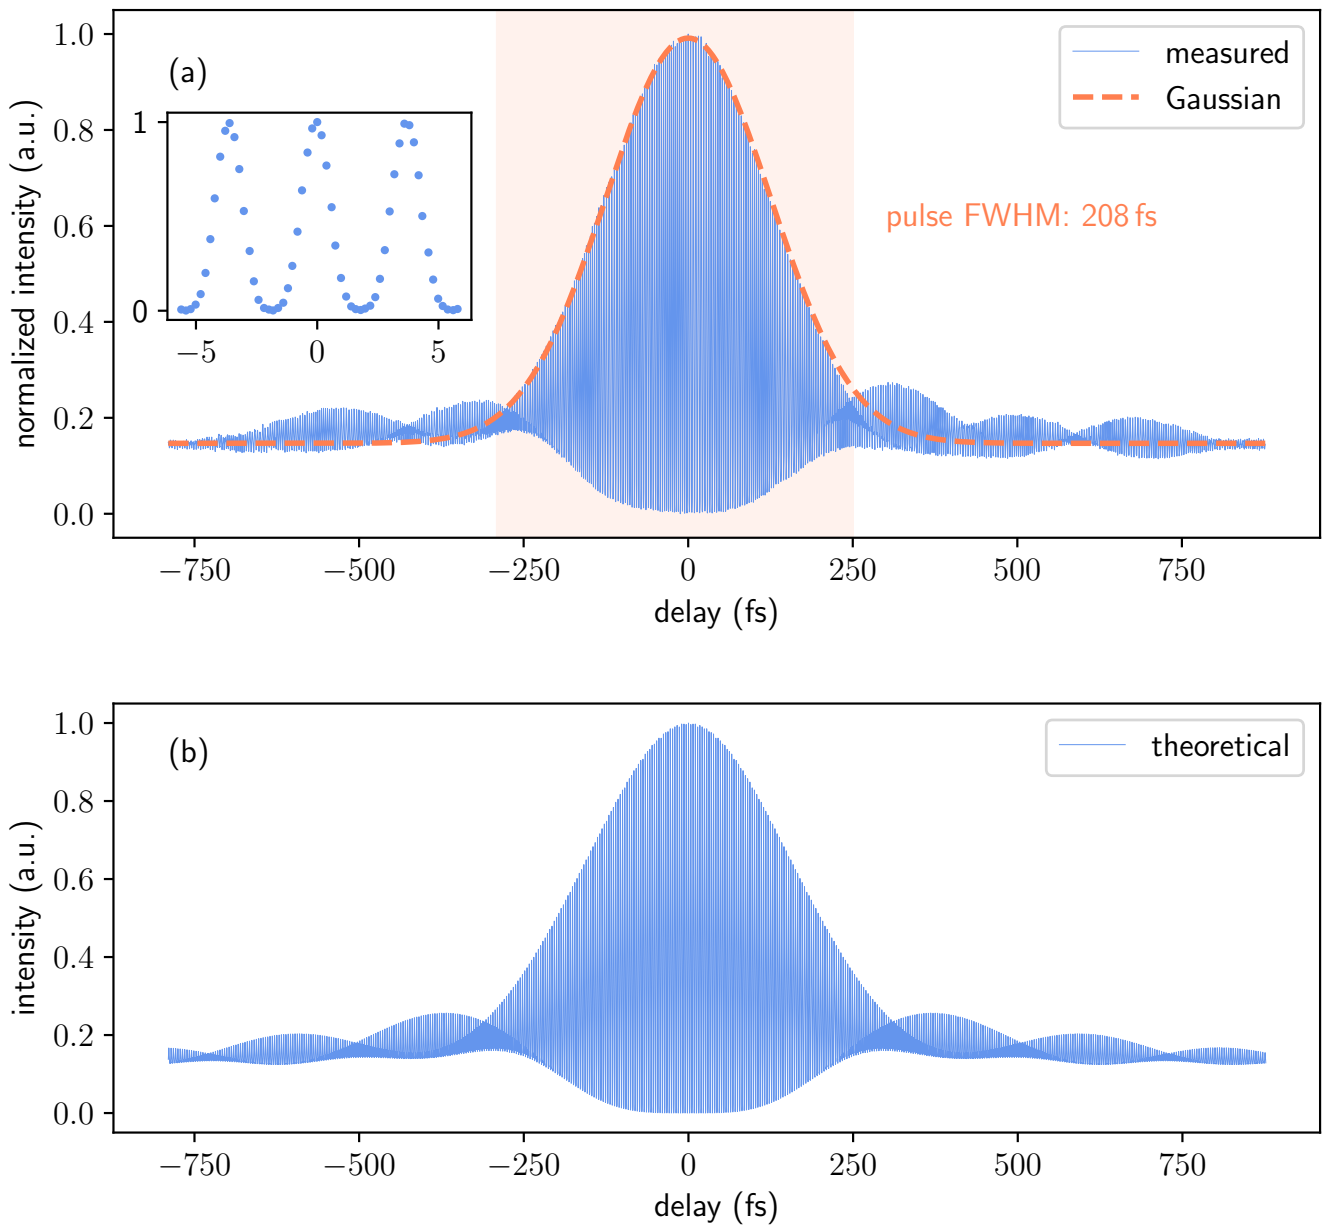 (a)
measured
Gaussian
pulse FWHM: 208 fs
normalized intensity (a.u.)
1.0
0.8
0.6
0.4
0.2
0.0
1
0
−5 0 5
−750 −500 −250 0 250 500 750
delay (fs)
(b)
theoretical
intensity (a.u.)
1.0
0.8
0.6
0.4
0.2
0.0
−750 −500 −250 0 250 500 750
delay (fs)